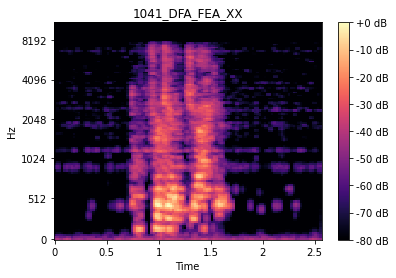 1041_DFA_FEA_XX
+0 dB
8192
-10 dB
4096
-20 dB
-30 dB
2048
Hz
-40 dB
1024
-50 dB
512
-60 dB
-70 dB
0
-80 dB
0 0.5 1 1.5 2 2.5
Time